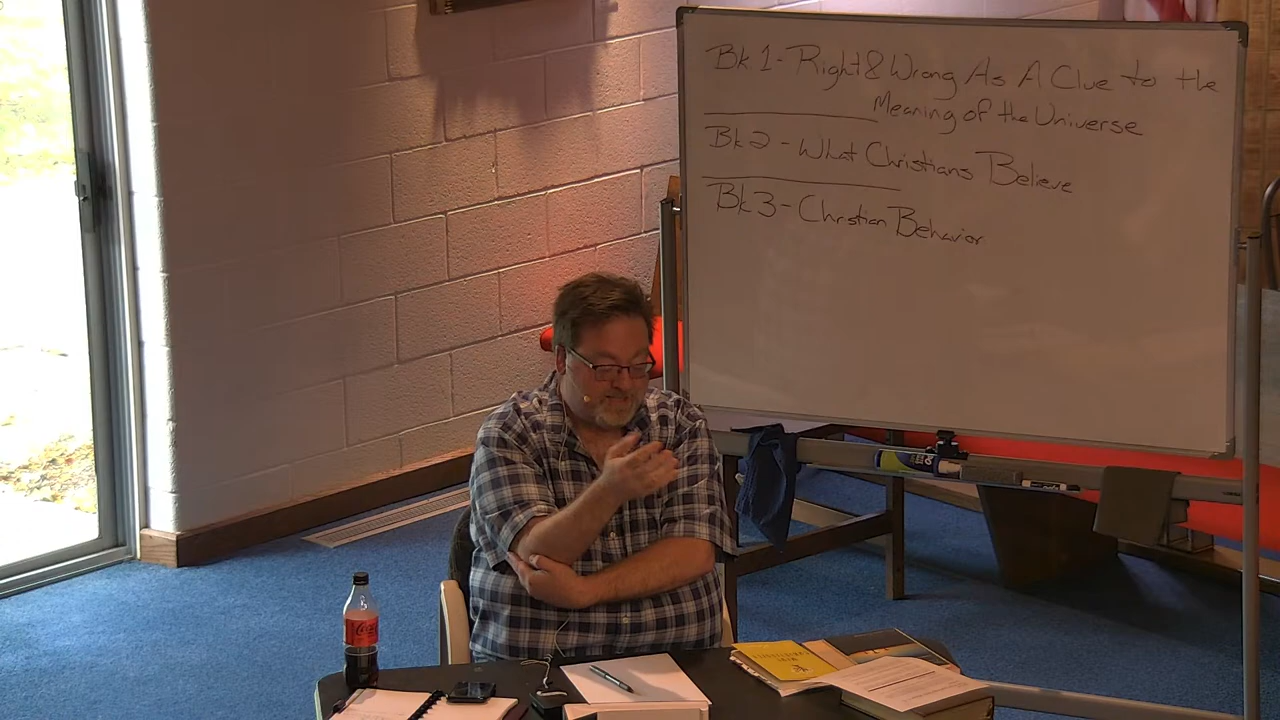 Bk 1 - Right & Wrong As A Clue to the
Meaning of the Universe
Bk 2 - What Christians Believe
Bk 3 - Christian Behavior